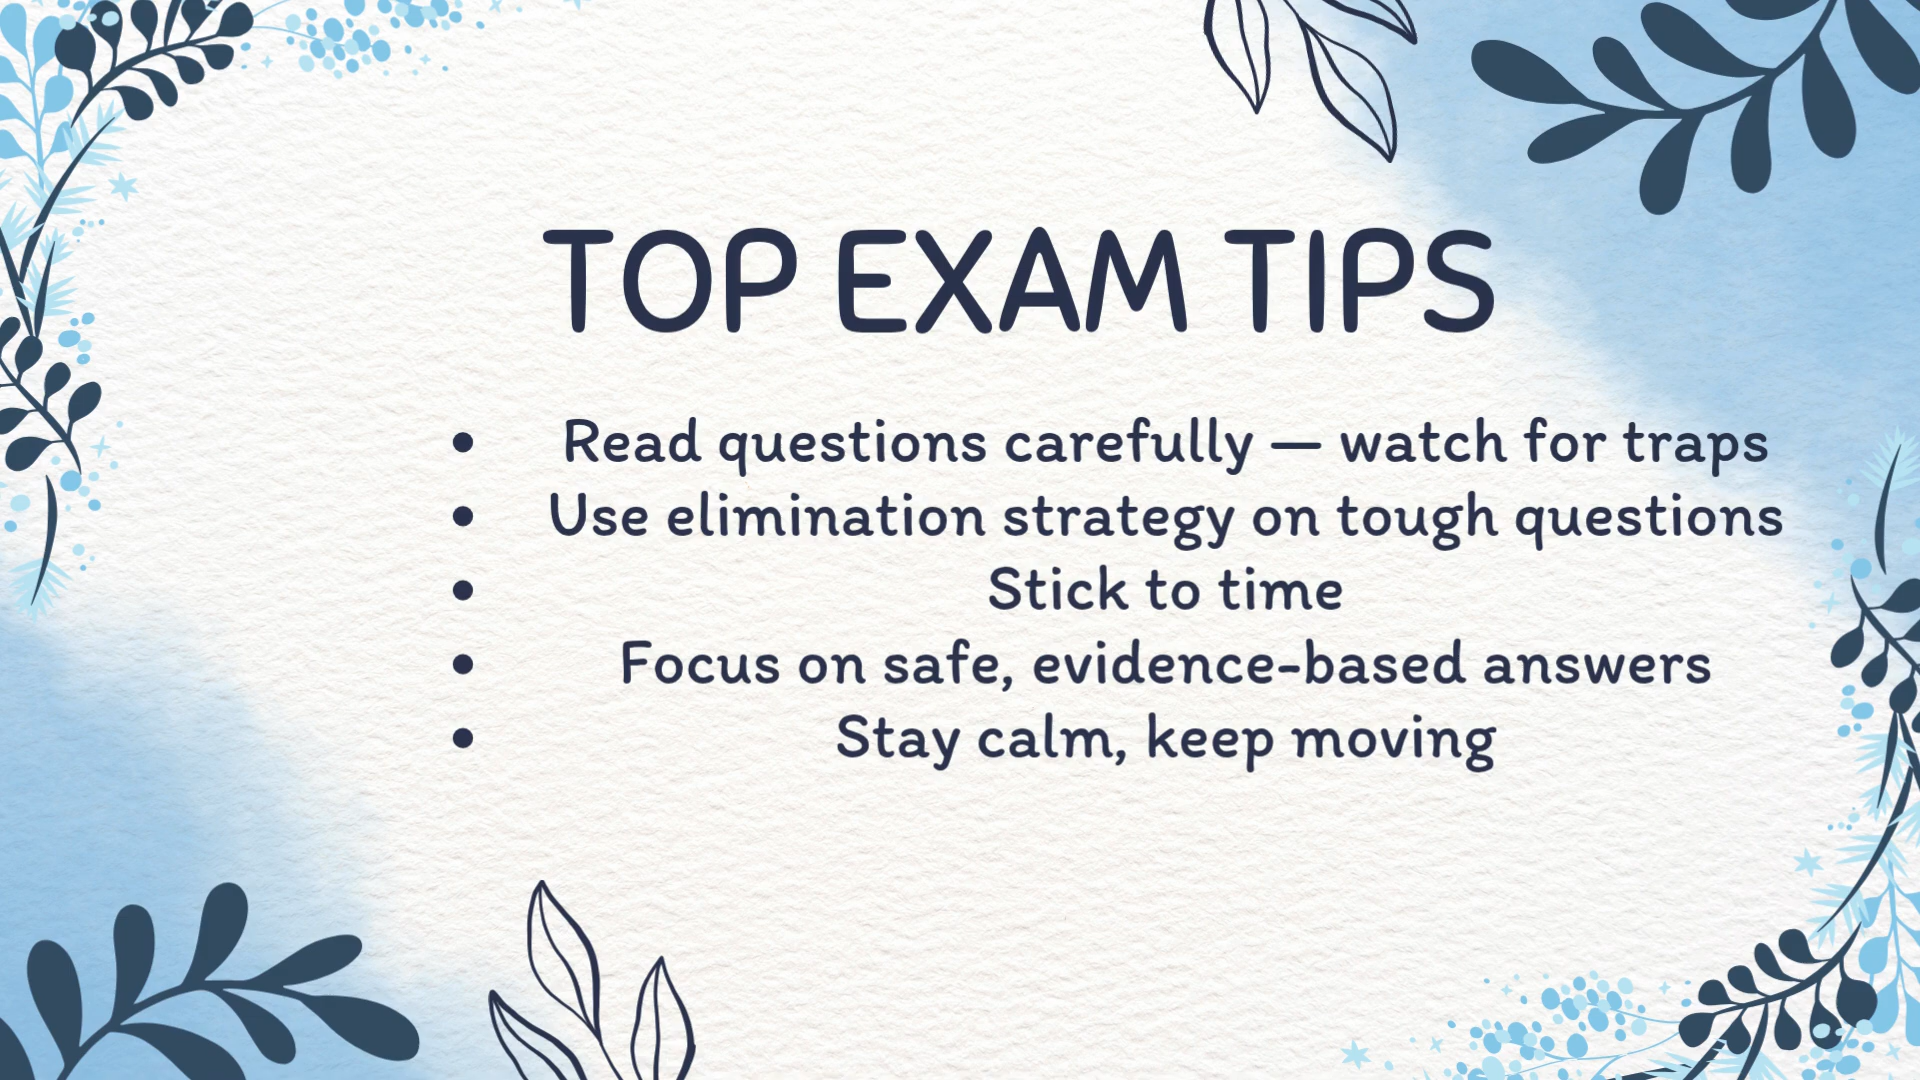 TOP EXAM TIPS
• Read questions carefully — watch for traps
• Use elimination strategy on tough questions
• Stick to time
• Focus on safe, evidence-based answers
• Stay calm, keep moving